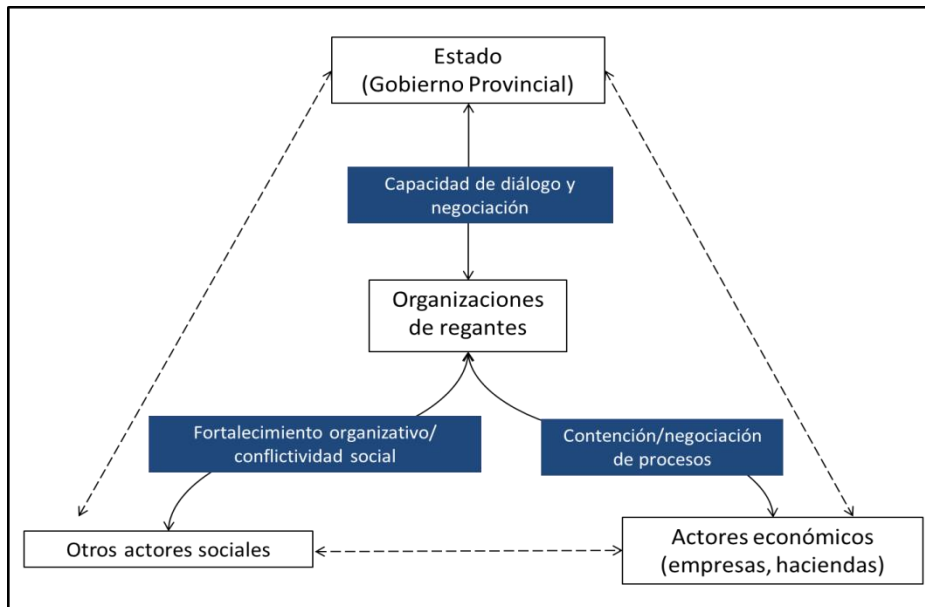 Estado
(Gobierno Provincial)
Capacidad de diálogo y
negociación
Organizaciones
de regantes
Fortalecimiento organizativo/
conflictividad social
Contención/negociación
de procesos
Otros actores sociales
Actores económicos
(empresas, haciendas)